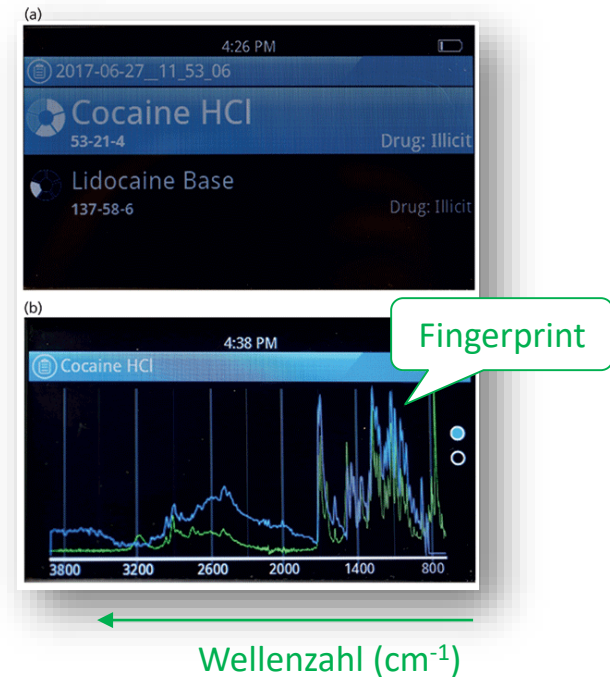 (a)
4:26 PM
2017-06-27__11_53_06
Cocaine HCl
53-21-4
Drug: Illicit
Lidocaine Base
137-58-6
Drug: Illicit
(b)
4:38 PM
Fingerprint
Cocaine HCl
3800 3200 2600 2000 1400 800
Wellenzahl (cm⁻¹)